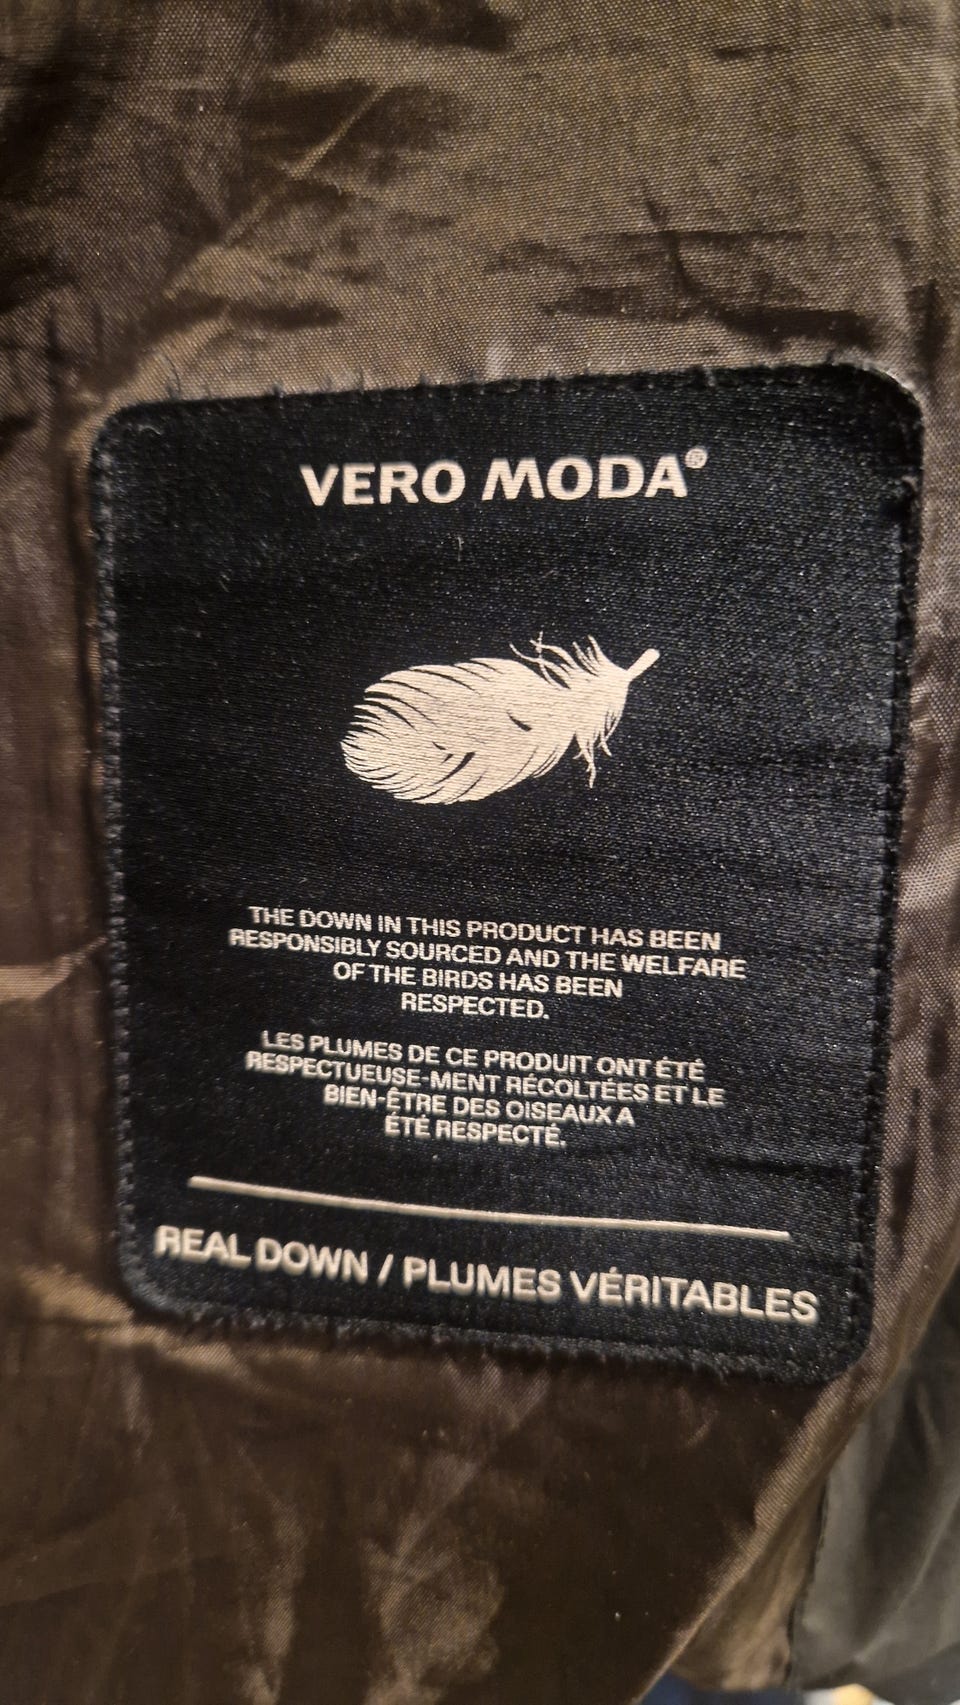 VERO MODA®
THE DOWN IN THIS PRODUCT HAS BEEN
RESPONSIBLY SOURCED AND THE WELFARE
OF THE BIRDS HAS BEEN
RESPECTED.
LES PLUMES DE CE PRODUIT ONT ÉTÉ
RESPECTUEUSE-MENT RÉCOLTÉES ET LE
BIEN-ÊTRE DES OISEAUX A
ÉTÉ RESPECTÉ.
REAL DOWN / PLUMES VÉRITABLES